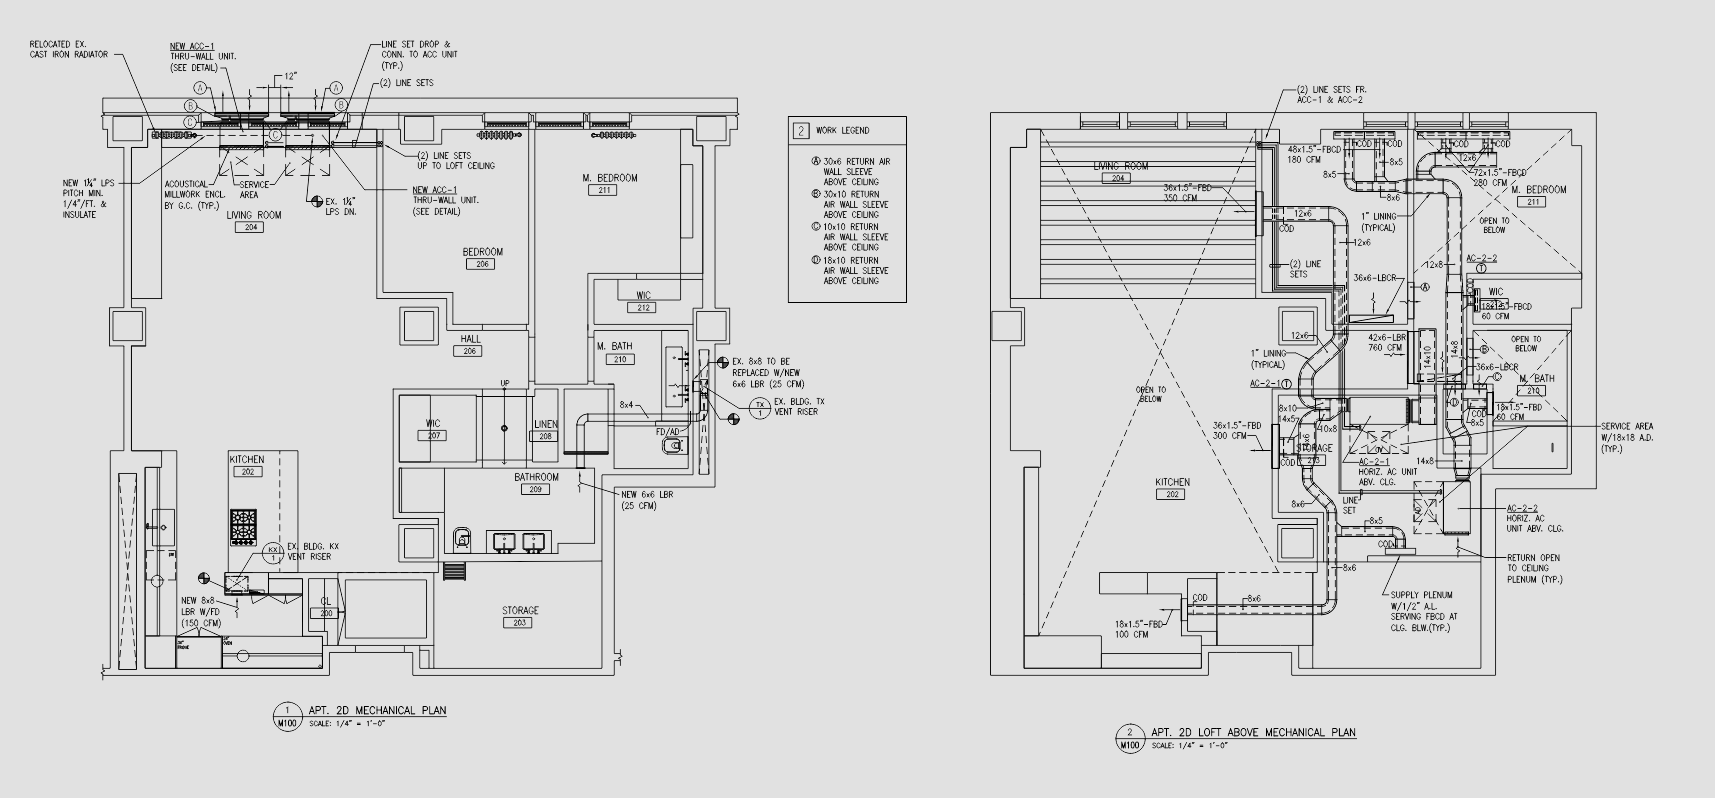 RELOCATED EX.
CAST IRON RADIATOR
NEW ACC-1
THRU-WALL UNIT.
(SEE DETAIL)
12"
LINE SET DROP &
CONN. TO ACC UNIT
(TYP.)
(2) LINE SETS
A
A
B
B
C
C
(2) LINE SETS
UP TO LOFT CEILING
NEW 1¼" LPS
PITCH MIN.
1/4"/FT. &
INSULATE
ACOUSTICAL
MILLWORK ENCL.
BY G.C. (TYP.)
SERVICE
AREA
EX. 1¼"
LPS DN.
NEW ACC-1
THRU-WALL UNIT.
(SEE DETAIL)
LIVING ROOM
204
M. BEDROOM
211
BEDROOM
206
WIC
212
HALL
206
M. BATH
210
EX. 8x8 TO BE
REPLACED W/NEW
6x6 LBR (25 CFM)
TX
1
EX. BLDG. TX
VENT RISER
UP
8x4
FD/AD
WIC
207
LINEN
208
KITCHEN
202
BATHROOM
209
NEW 6x6 LBR
(25 CFM)
KX
1
EX. BLDG. KX
VENT RISER
NEW 8x8
LBR W/FD
(150 CFM)
CL
200
STORAGE
203
1
M100
APT. 2D MECHANICAL PLAN
SCALE: 1/4" = 1'-0"
2
WORK LEGEND
A 30x6 RETURN AIR
WALL SLEEVE
ABOVE CEILING
B 30x10 RETURN
AIR WALL SLEEVE
ABOVE CEILING
C 10x10 RETURN
AIR WALL SLEEVE
ABOVE CEILING
D 18x10 RETURN
AIR WALL SLEEVE
ABOVE CEILING
(2) LINE SETS FR.
ACC-1 & ACC-2
48x1.5"-FBCD
180 CFM
COD
COD
COD
COD
8x5
8x5
8x6
12x6
72x1.5"-FBCD
280 CFM
M. BEDROOM
211
LIVING ROOM
204
36x1.5"-FBD
350 CFM
1" LINING
(TYPICAL)
OPEN TO
BELOW
12x6
COD
12x6
(2) LINE
SETS
12x8
AC-2-2
T
36x6-LBCR
A
WIC
18x1.5"-FBCD
60 CFM
12x6
42x6-LBR
760 CFM
14x10
14x8
B
OPEN TO
BELOW
1" LINING
(TYPICAL)
36x6-LBCR
C
M. BATH
210
AC-2-1
T
OPEN TO
BELOW
8x10
14x5
10x8
D
18x1.5"-FBD
60 CFM
COD
8x5
36x1.5"-FBD
300 CFM
SERVICE AREA
W/18x18 A.D.
(TYP.)
STORAGE
213
COD
AC-2-1
HORIZ. AC UNIT
ABV. CLG.
14x8
KITCHEN
202
8x6
LINE
SET
AC-2-2
HORIZ. AC
UNIT ABV. CLG.
8x5
COD
RETURN OPEN
TO CEILING
PLENUM (TYP.)
8x6
SUPPLY PLENUM
W/1/2" A.L.
SERVING FBCD AT
CLG. BLW.(TYP.)
COD
8x6
18x1.5"-FBD
100 CFM
2
M100
APT. 2D LOFT ABOVE MECHANICAL PLAN
SCALE: 1/4" = 1'-0"